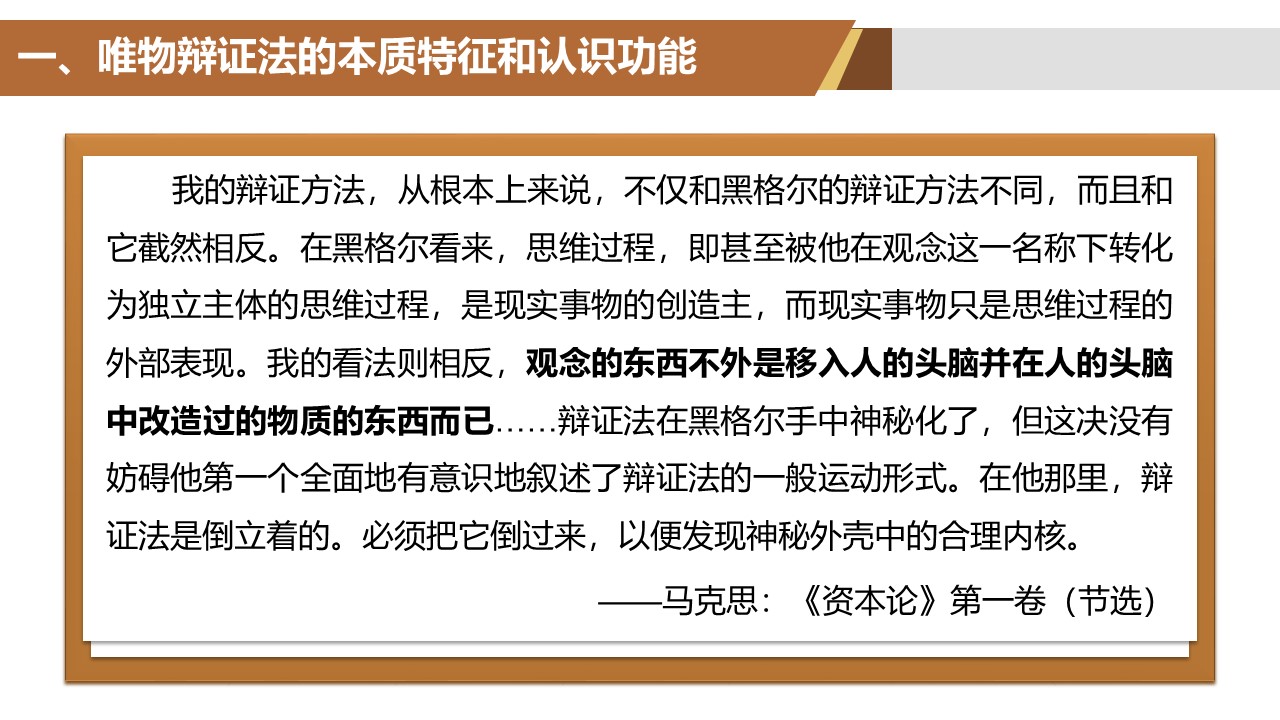 一、唯物辩证法的本质特征和认识功能
我的辩证方法，从根本上来说，不仅和黑格尔的辩证方法不同，而且和
它截然相反。在黑格尔看来，思维过程，即甚至被他在观念这一名称下转化
为独立主体的思维过程，是现实事物的创造主，而现实事物只是思维过程的
外部表现。我的看法则相反，观念的东西不外是移入人的头脑并在人的头脑
中改造过的物质的东西而已……辩证法在黑格尔手中神秘化了，但这决没有
妨碍他第一个全面地有意识地叙述了辩证法的一般运动形式。在他那里，辩
证法是倒立着的。必须把它倒过来，以便发现神秘外壳中的合理内核。
——马克思：《资本论》第一卷（节选）